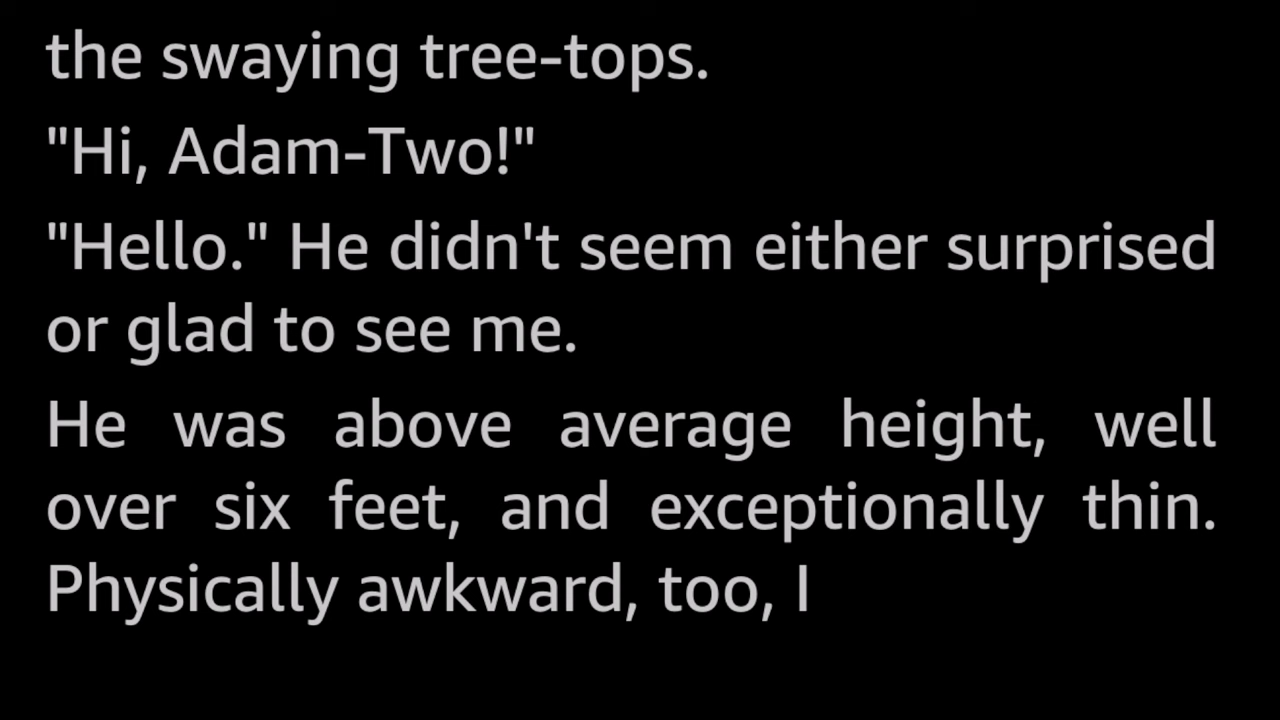 the swaying tree-tops.
"Hi, Adam-Two!"
"Hello." He didn't seem either surprised
or glad to see me.
He was above average height, well
over six feet, and exceptionally thin.
Physically awkward, too, I